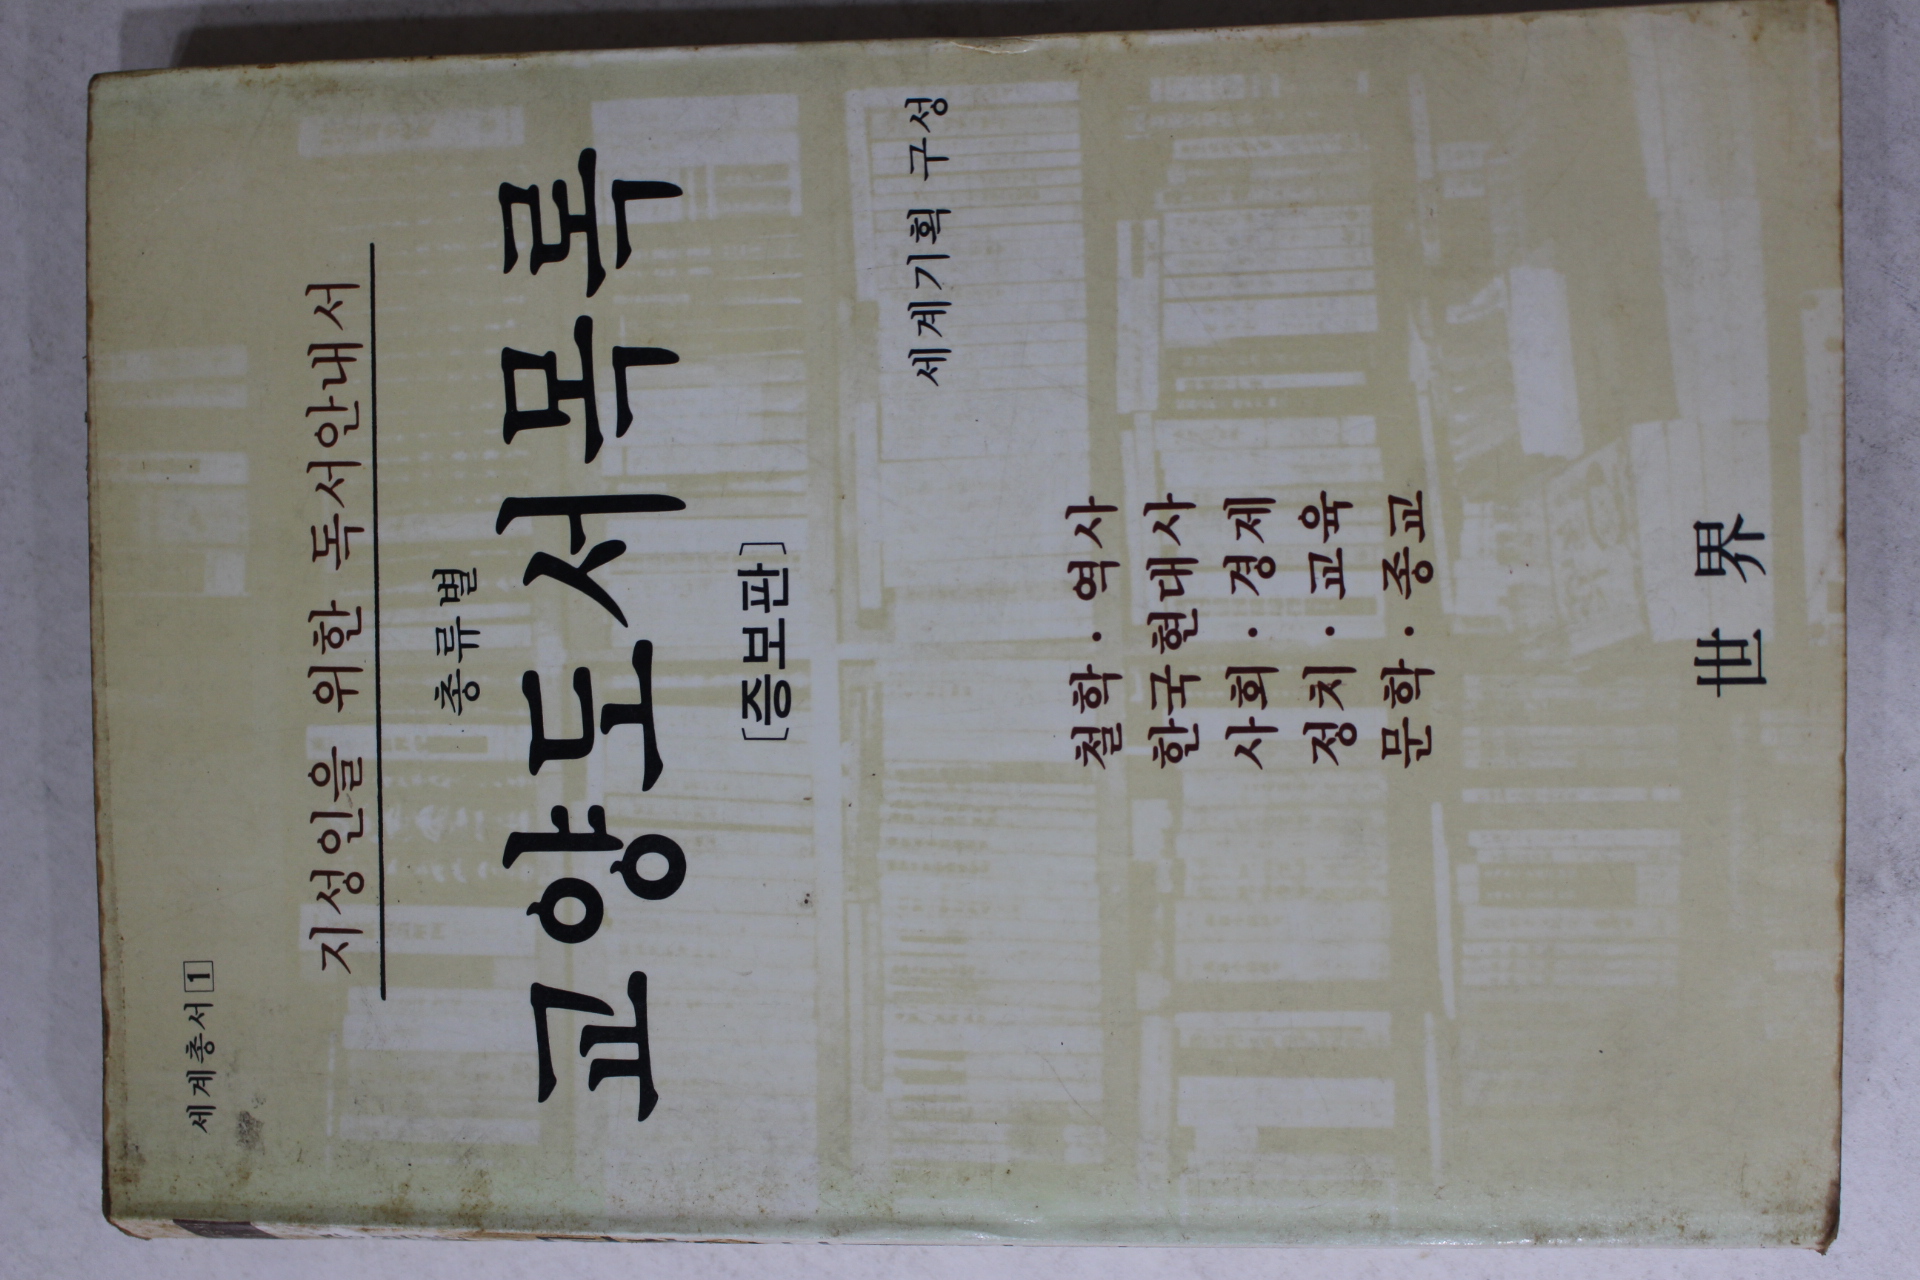 세계총서 1
지성인을 위한 독서안내서
총류별
교양도서목록
[증보판]
세계기획 구성
철학 · 역사
한국현대사
사회 · 경제
정치 · 교육
문학 · 종교
世界